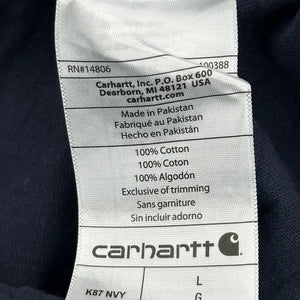 RN#14806 100388
Carhartt, Inc. P.O. Box 600
Dearborn, MI 48121 USA
carhartt.com
Made in Pakistan
Fabriqué au Pakistan
Hecho en Pakistán
100% Cotton
100% Cotton
100% Algodón
Exclusive of trimming
Sans garniture
Sin incluir adorno
carhartt
K87 NVY L
G